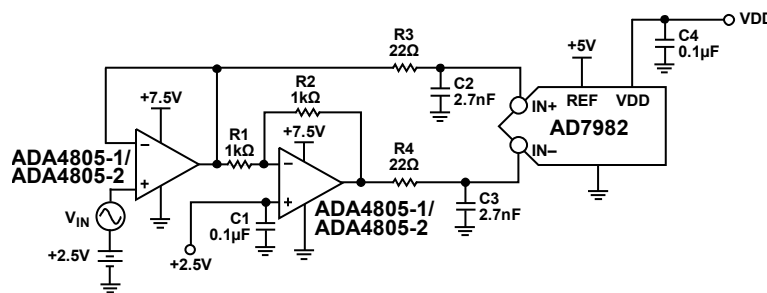 VDD
C4
0.1µF
R3
22Ω
+5V
C2
2.7nF
R2
1kΩ
IN+
REF
VDD
+7.5V
+7.5V
AD7982
R1
1kΩ
IN–
ADA4805-1/
ADA4805-2
R4
22Ω
VIN
C1
0.1µF
ADA4805-1/
ADA4805-2
C3
2.7nF
+2.5V
+2.5V